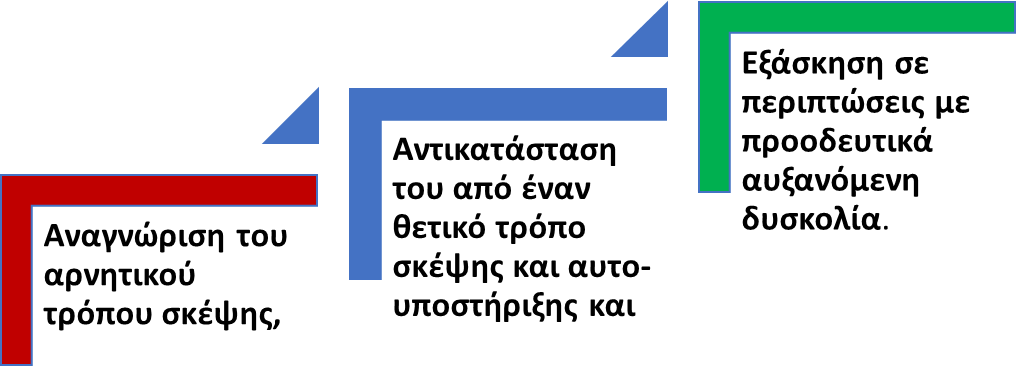 Αναγνώριση του
αρνητικού
τρόπου σκέψης,
Αντικατάσταση
του από έναν
θετικό τρόπο
σκέψης και αυτο-
υποστήριξης και
Εξάσκηση σε
περιπτώσεις με
προοδευτικά
αυξανόμενη
δυσκολία.